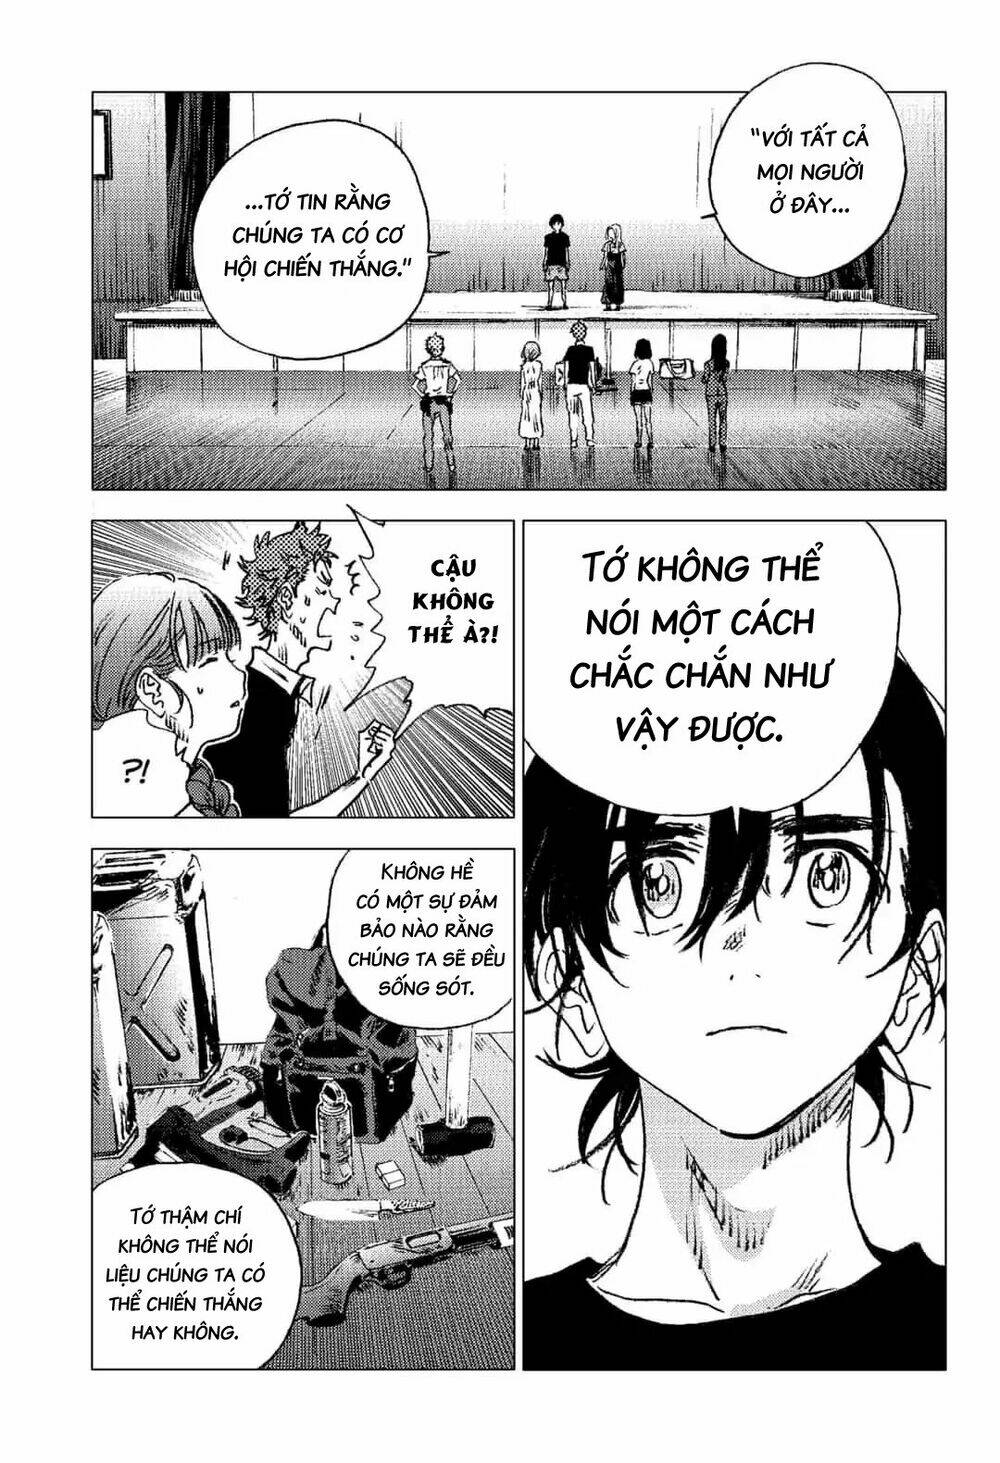 "VỚI TẤT CẢ
MỌI NGƯỜI
Ở ĐÂY...
...TỚ TIN RẰNG
CHÚNG TA CÓ CƠ
HỘI CHIẾN THẮNG."
TỚ KHÔNG THỂ
NÓI MỘT CÁCH
CHẮC CHẮN NHƯ
VẬY ĐƯỢC.
CẬU
KHÔNG
THỂ À?!
?!
KHÔNG HỀ
CÓ MỘT SỰ ĐẢM
BẢO NÀO RẰNG
CHÚNG TA SẼ ĐỀU
SỐNG SÓT.
TỚ THẬM CHÍ
KHÔNG THỂ NÓI
LIỆU CHÚNG TA CÓ
THỂ CHIẾN THẮNG
HAY KHÔNG.